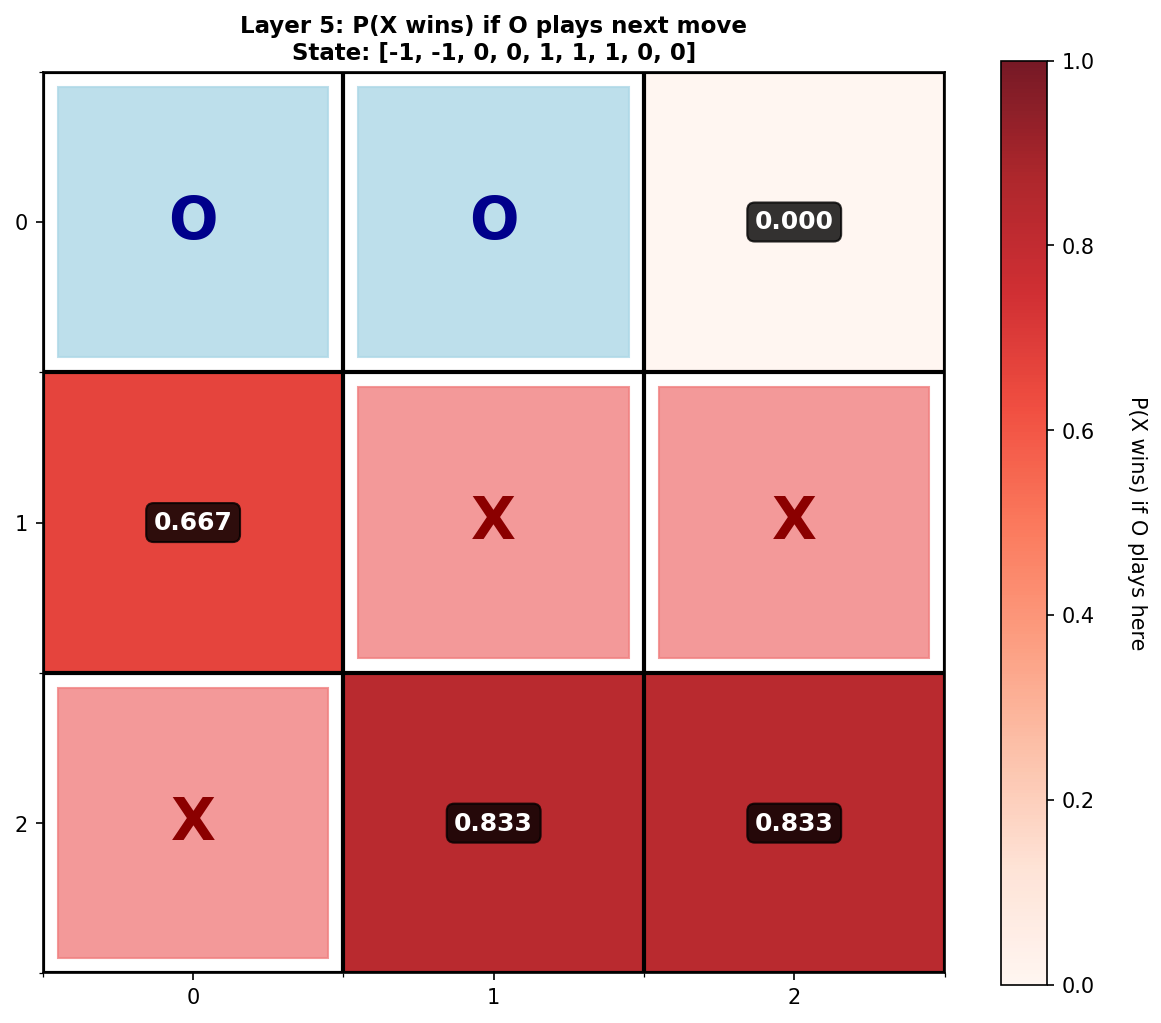 Layer 5: P(X wins) if O plays next move
State: [-1, -1, 0, 0, 1, 1, 1, 0, 0]
0
O
O
0.000
1
0.667
X
X
2
X
0.833
0.833
0
1
2
1.0
0.8
0.6
0.4
0.2
0.0
P(X wins) if O plays here